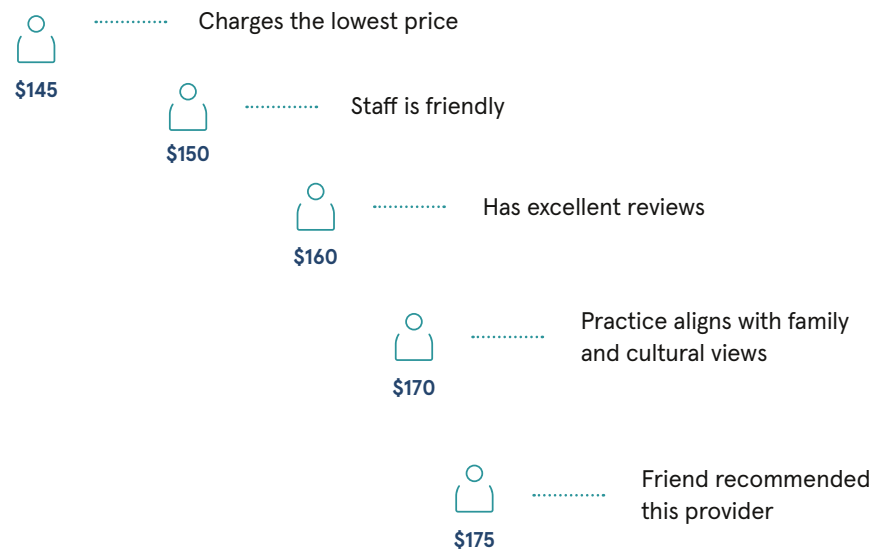 Charges the lowest price
$145
Staff is friendly
$150
Has excellent reviews
$160
Practice aligns with family
and cultural views
$170
Friend recommended
this provider
$175